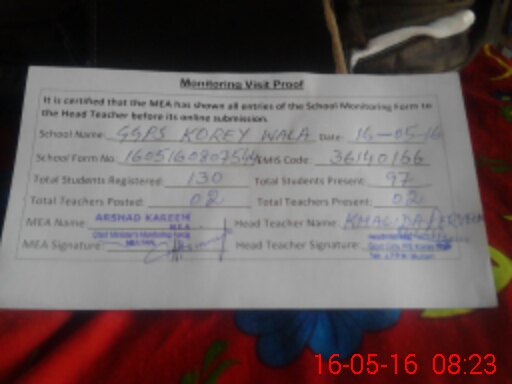 Monitoring Visit Proof
It is certified that the MEA has shown all entries of the School Monitoring Form to
the Head Teacher before its online submission.
School Name: GGPS KOREY WALA Date: 16-05-16
School Form No. EMIS Code: 36140166
Total Students Registered: 130 Total Students Present: 97
Total Teachers Posted: 02 Total Teachers Present: 02
MEA Name: ARSHAD KAREEM Head Teacher Name: KHALIDA
M.E.A
MEA Signature: Head Teacher Signature:
16-05-16 08:23